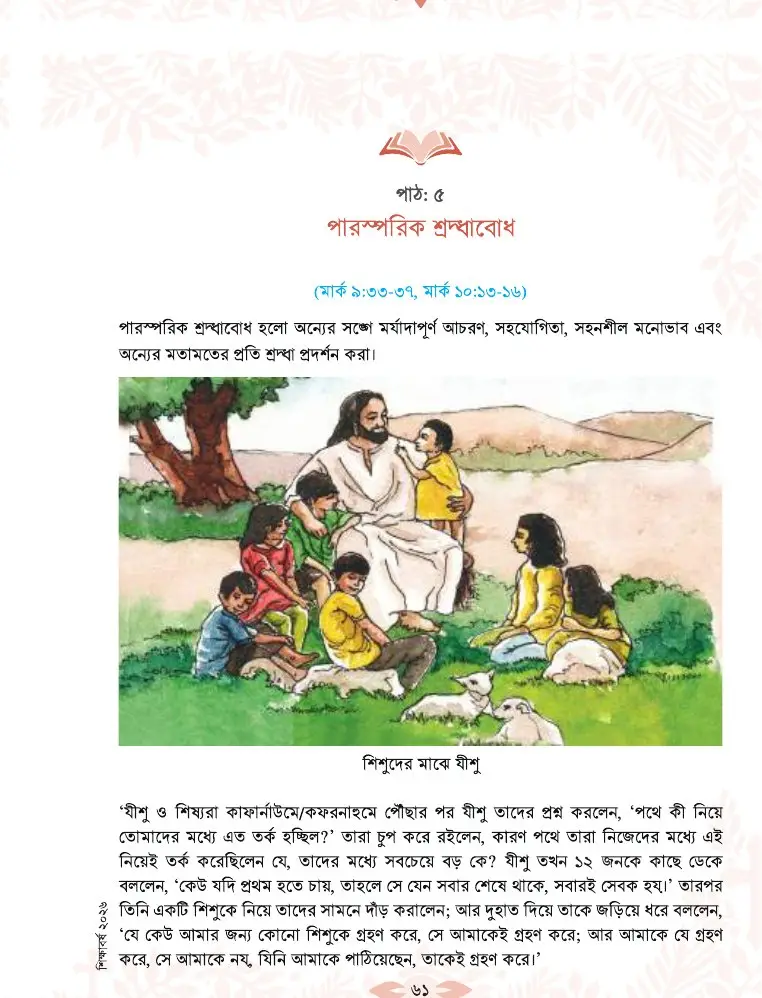 পাঠ: ৫
পারস্পরিক শ্রদ্ধাবোধ
(মার্ক ৯:৩৩-৩৭, মার্ক ১০:১৩-১৬)
পারস্পরিক শ্রদ্ধাবোধ হলো অন্যের সঙ্গে মর্যাদাপূর্ণ আচরণ, সহযোগিতা, সহনশীল মনোভাব এবং
অন্যের মতামতের প্রতি শ্রদ্ধা প্রদর্শন করা।
শিশুদের মাঝে যীশু
‘যীশু ও শিষ্যরা কাফার্নাউমে/কফরনাহুমে পৌঁছার পর যীশু তাদের প্রশ্ন করলেন, ‘পথে কী নিয়ে
তোমাদের মধ্যে এত তর্ক হচ্ছিল?’ তারা চুপ করে রইলেন, কারণ পথে তারা নিজেদের মধ্যে এই
নিয়েই তর্ক করেছিলেন যে, তাদের মধ্যে সবচেয়ে বড় কে? যীশু তখন ১২ জনকে কাছে ডেকে
বললেন, ‘কেউ যদি প্রথম হতে চায়, তাহলে সে যেন সবার শেষে থাকে, সবারই সেবক হয়।’ তারপর
তিনি একটি শিশুকে নিয়ে তাদের সামনে দাঁড় করালেন; আর দুহাত দিয়ে তাকে জড়িয়ে ধরে বললেন,
‘যে কেউ আমার জন্য কোনো শিশুকে গ্রহণ করে, সে আমাকেই গ্রহণ করে; আর আমাকে যে গ্রহণ
করে, সে আমাকে নয়, যিনি আমাকে পাঠিয়েছেন, তাকেই গ্রহণ করে।’
শিক্ষাবর্ষ ২০২৬
৬১